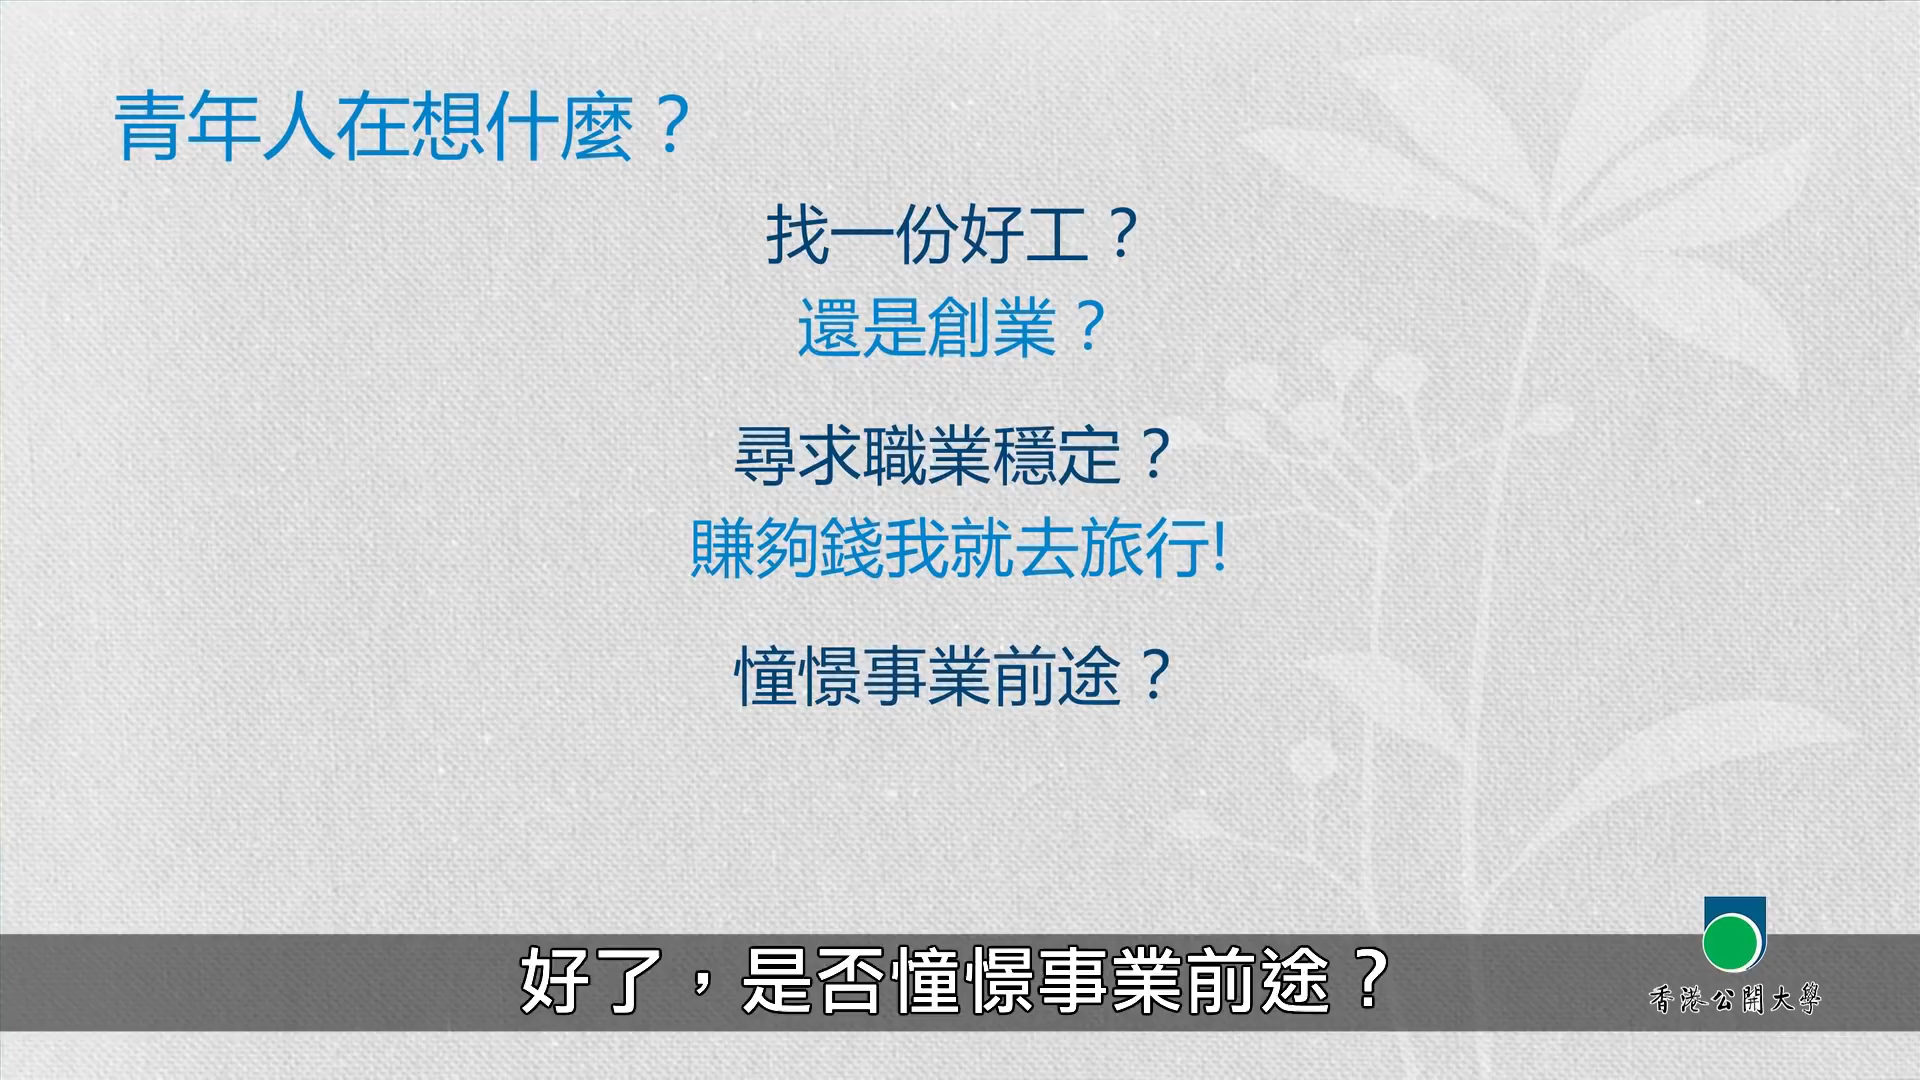 青年人在想什麼？
找一份好工？
還是創業？
尋求職業穩定？
賺夠錢我就去旅行!
憧憬事業前途？
好了，是否憧憬事業前途？
香港公開大學